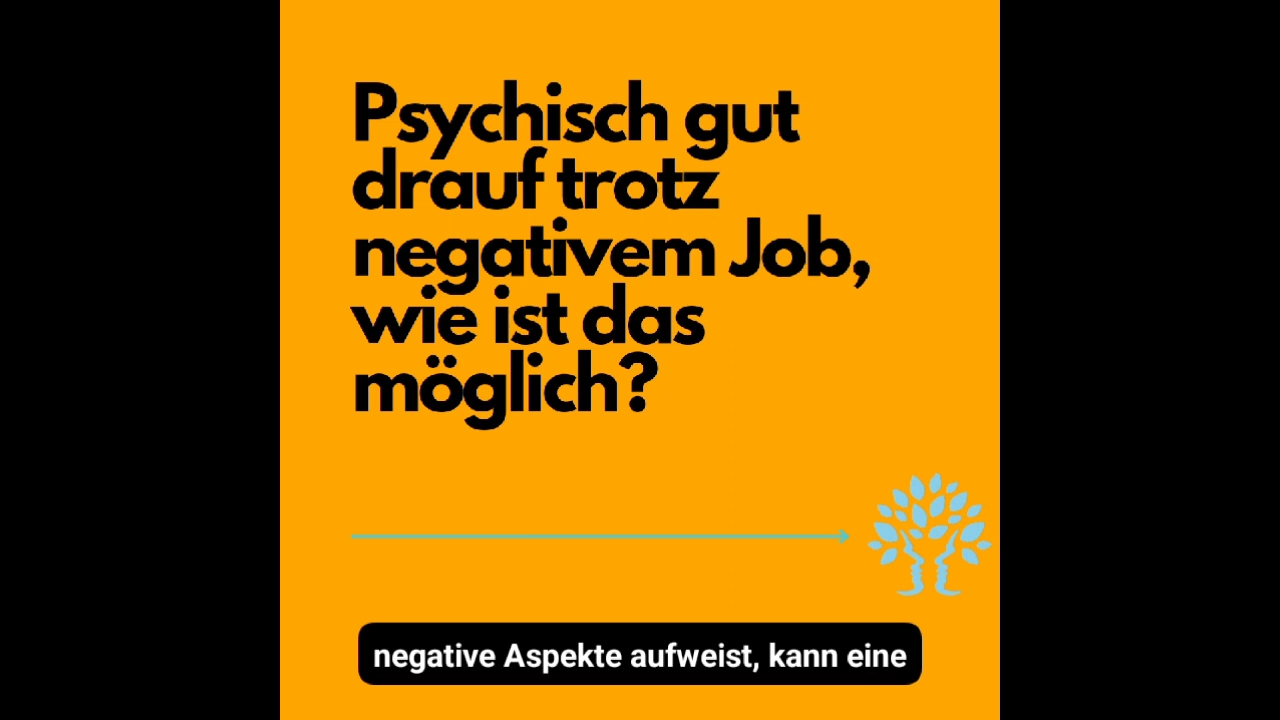 Psychisch gut
drauf trotz
negativem Job,
wie ist das
möglich?
negative Aspekte aufweist, kann eine